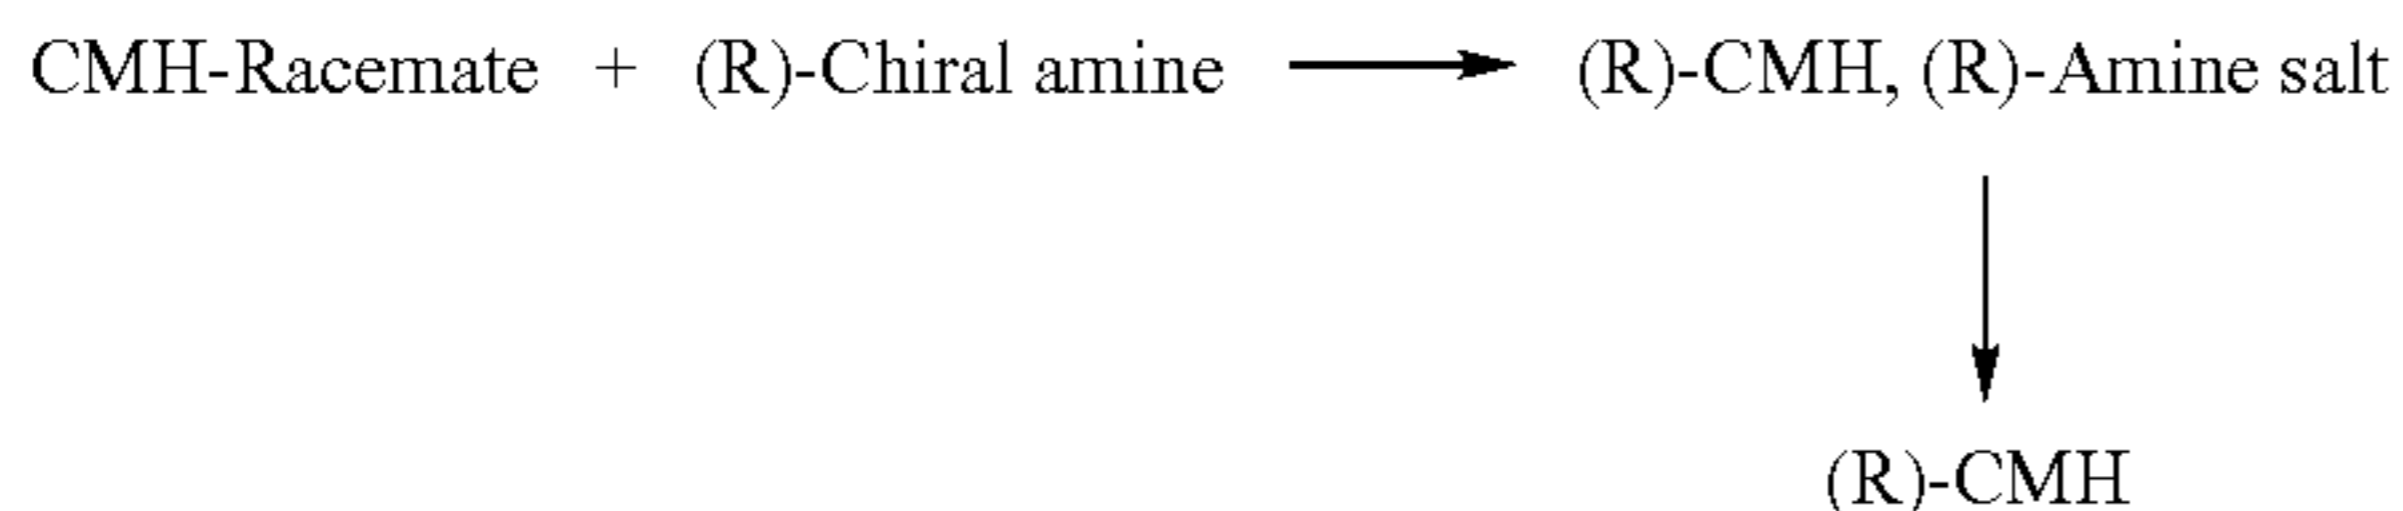 CMH-Racemate + (R)-Chiral amine (R)-CMH, (R)-Amine salt
(R)-CMH